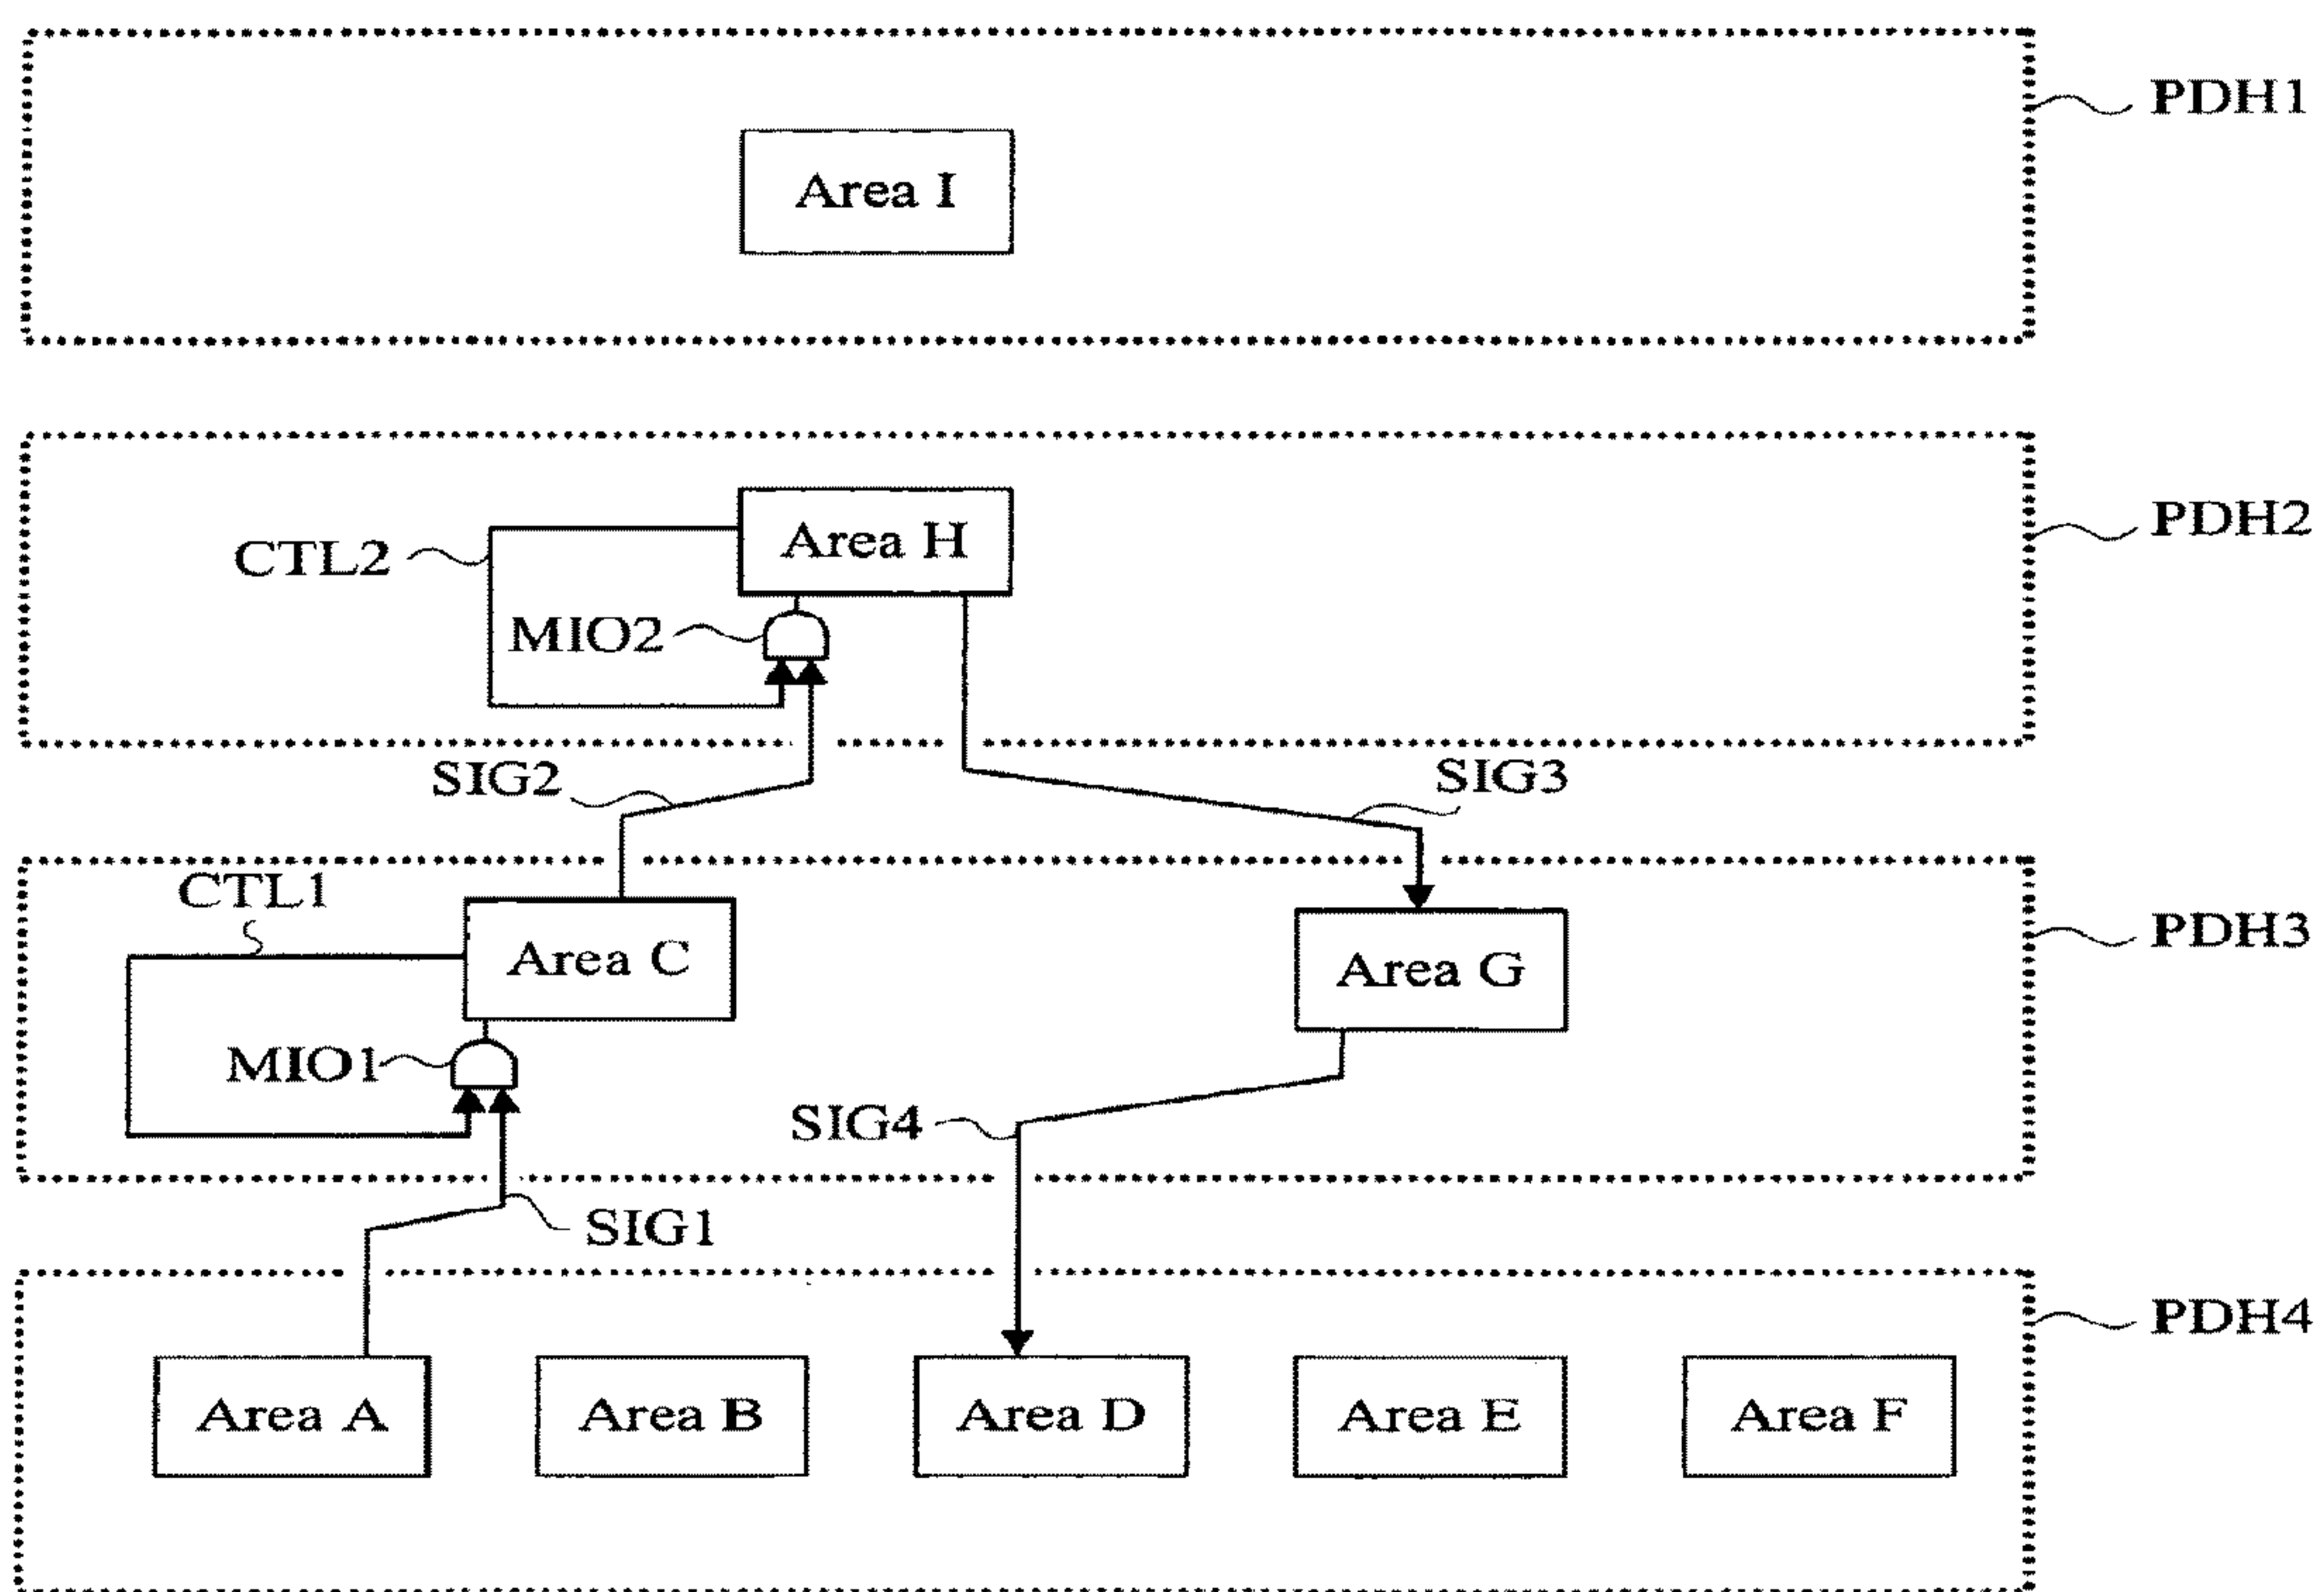 PDH1
Area I
PDH2
Area H
CTL2
MIO2
SIG2
SIG3
CTL1
PDH3
Area C
Area G
MIO1
SIG4
SIG1
PDH4
Area A
Area B
Area D
Area E
Area F